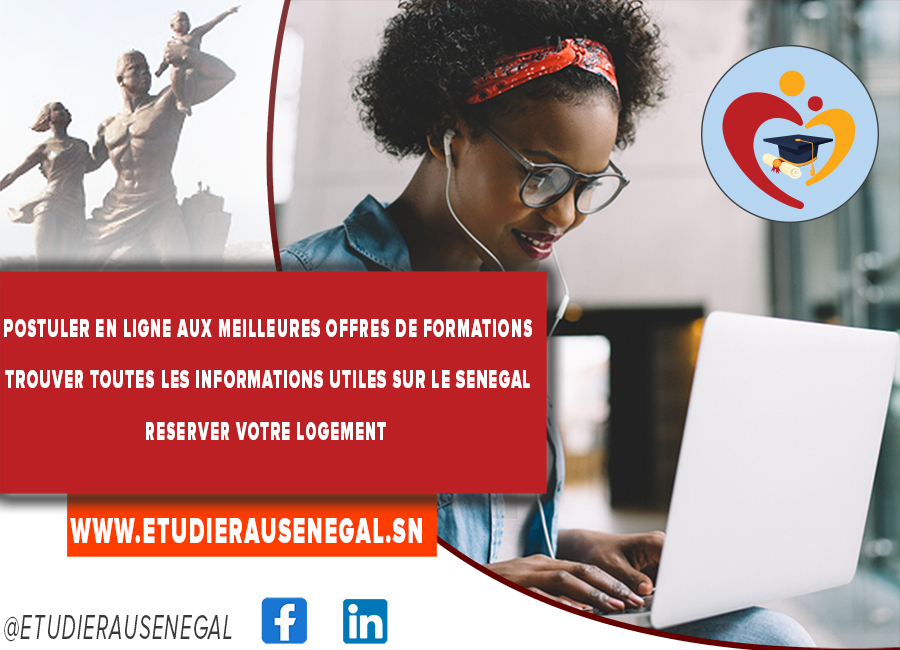 POSTULER EN LIGNE AUX MEILLEURES OFFRES DE FORMATIONS
TROUVER TOUTES LES INFORMATIONS UTILES SUR LE SENEGAL
RESERVER VOTRE LOGEMENT
WWW.ETUDIERAUSENEGAL.SN
@ETUDIERAUSENEGAL